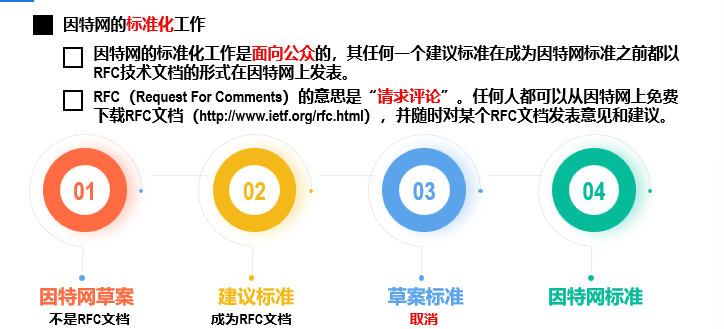 因特网的标准化工作
因特网的标准化工作是面向公众的，其任何一个建议标准在成为因特网标准之前都以
RFC技术文档的形式在因特网上发表。
RFC（Request For Comments）的意思是“请求评论”。任何人都可以从因特网上免费
下载RFC文档（http://www.ietf.org/rfc.html），并随时对某个RFC文档发表意见和建议。
01
02
03
04
因特网草案
建议标准
草案标准
因特网标准
不是RFC文档
成为RFC文档
取消